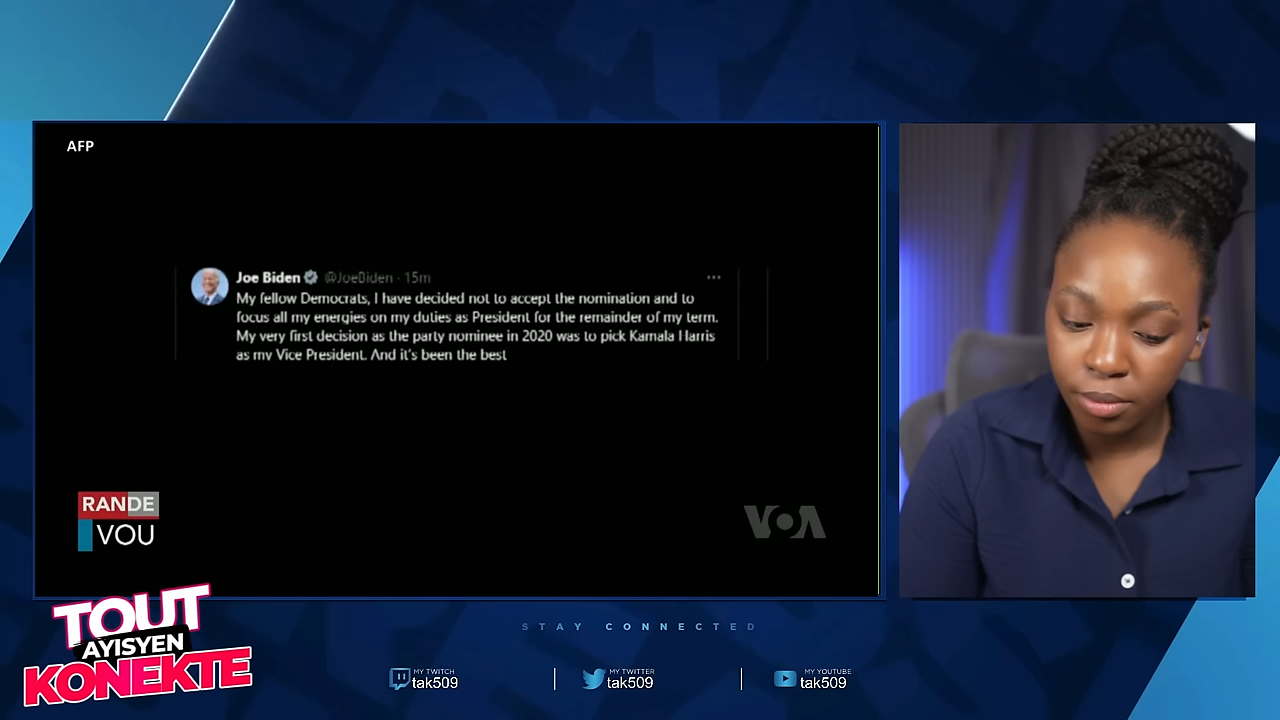 AFP
Joe Biden @JoeBiden · 15m
My fellow Democrats, I have decided not to accept the nomination and to
focus all my energies on my duties as President for the remainder of my term.
My very first decision as the party nominee in 2020 was to pick Kamala Harris
as my Vice President. And it's been the best
RANDE
VOU
VOA
TOUT
AYISYEN
KONEKTE
STAY CONNECTED
MY TWITCH
tak509
MY TWITTER
tak509
MY YOUTUBE
tak509